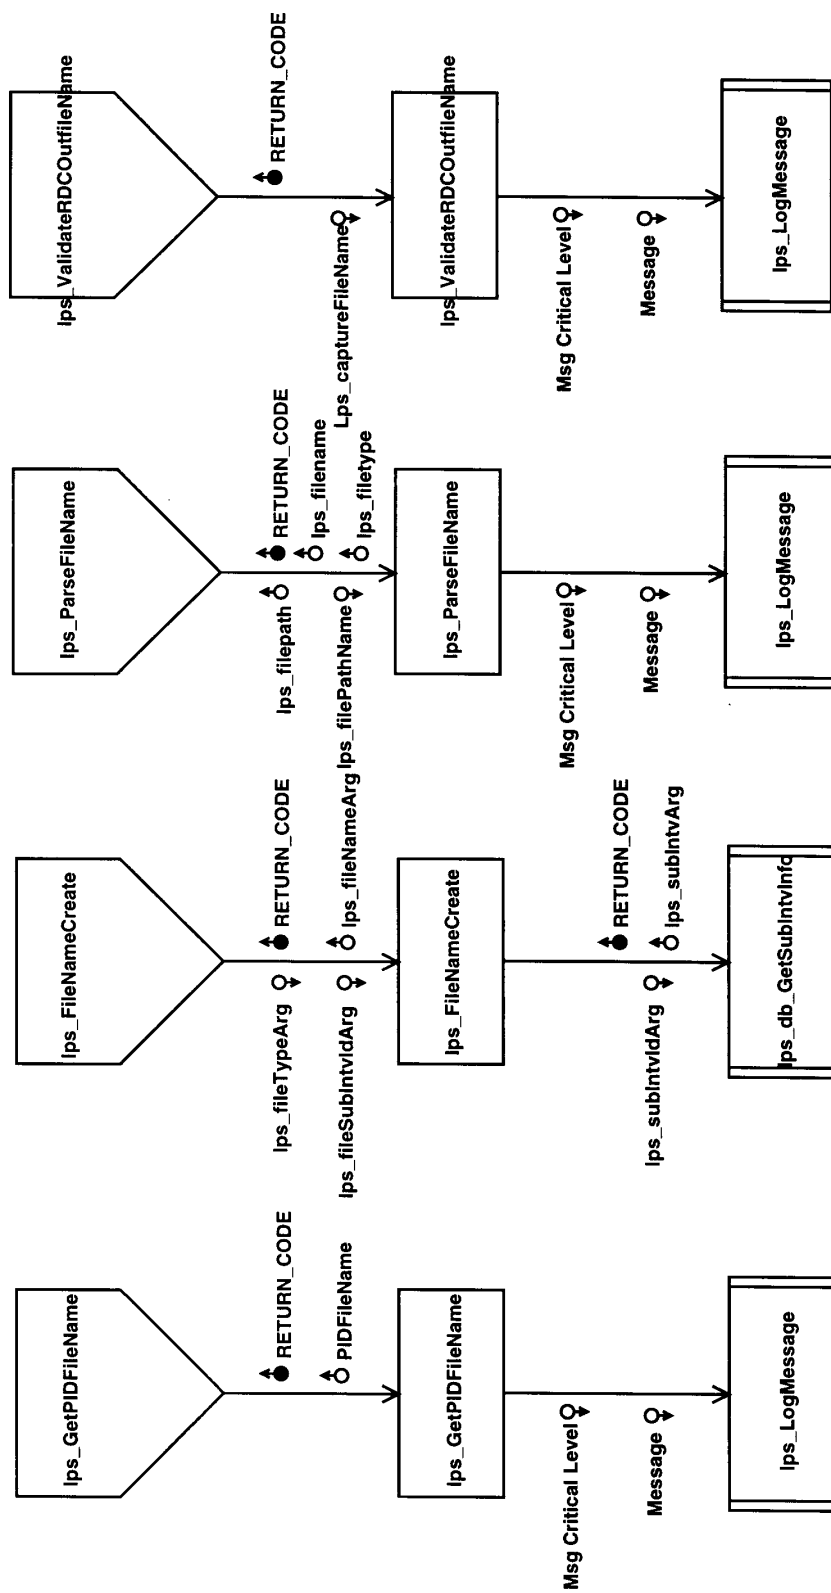 lps_GetPIDFileName
RETURN_CODE
PIDFileName
lps_GetPIDFileName
Msg Critical Level
Message
lps_LogMessage
lps_FileNameCreate
lps_fileTypeArg
RETURN_CODE
lps_fileSubIntvIdArg
lps_fileNameArg
lps_FileNameCreate
RETURN_CODE
lps_subIntvIdArg
lps_subIntvArg
lps_db_GetSubIntvInfo
lps_ParseFileName
lps_filepath
RETURN_CODE
lps_filename
lps_filePathName
lps_filetype
lps_ParseFileName
Msg Critical Level
Message
lps_LogMessage
lps_ValidateRDCOutfileName
RETURN_CODE
Lps_captureFileName
lps_ValidateRDCOutfileName
Msg Critical Level
Message
lps_LogMessage